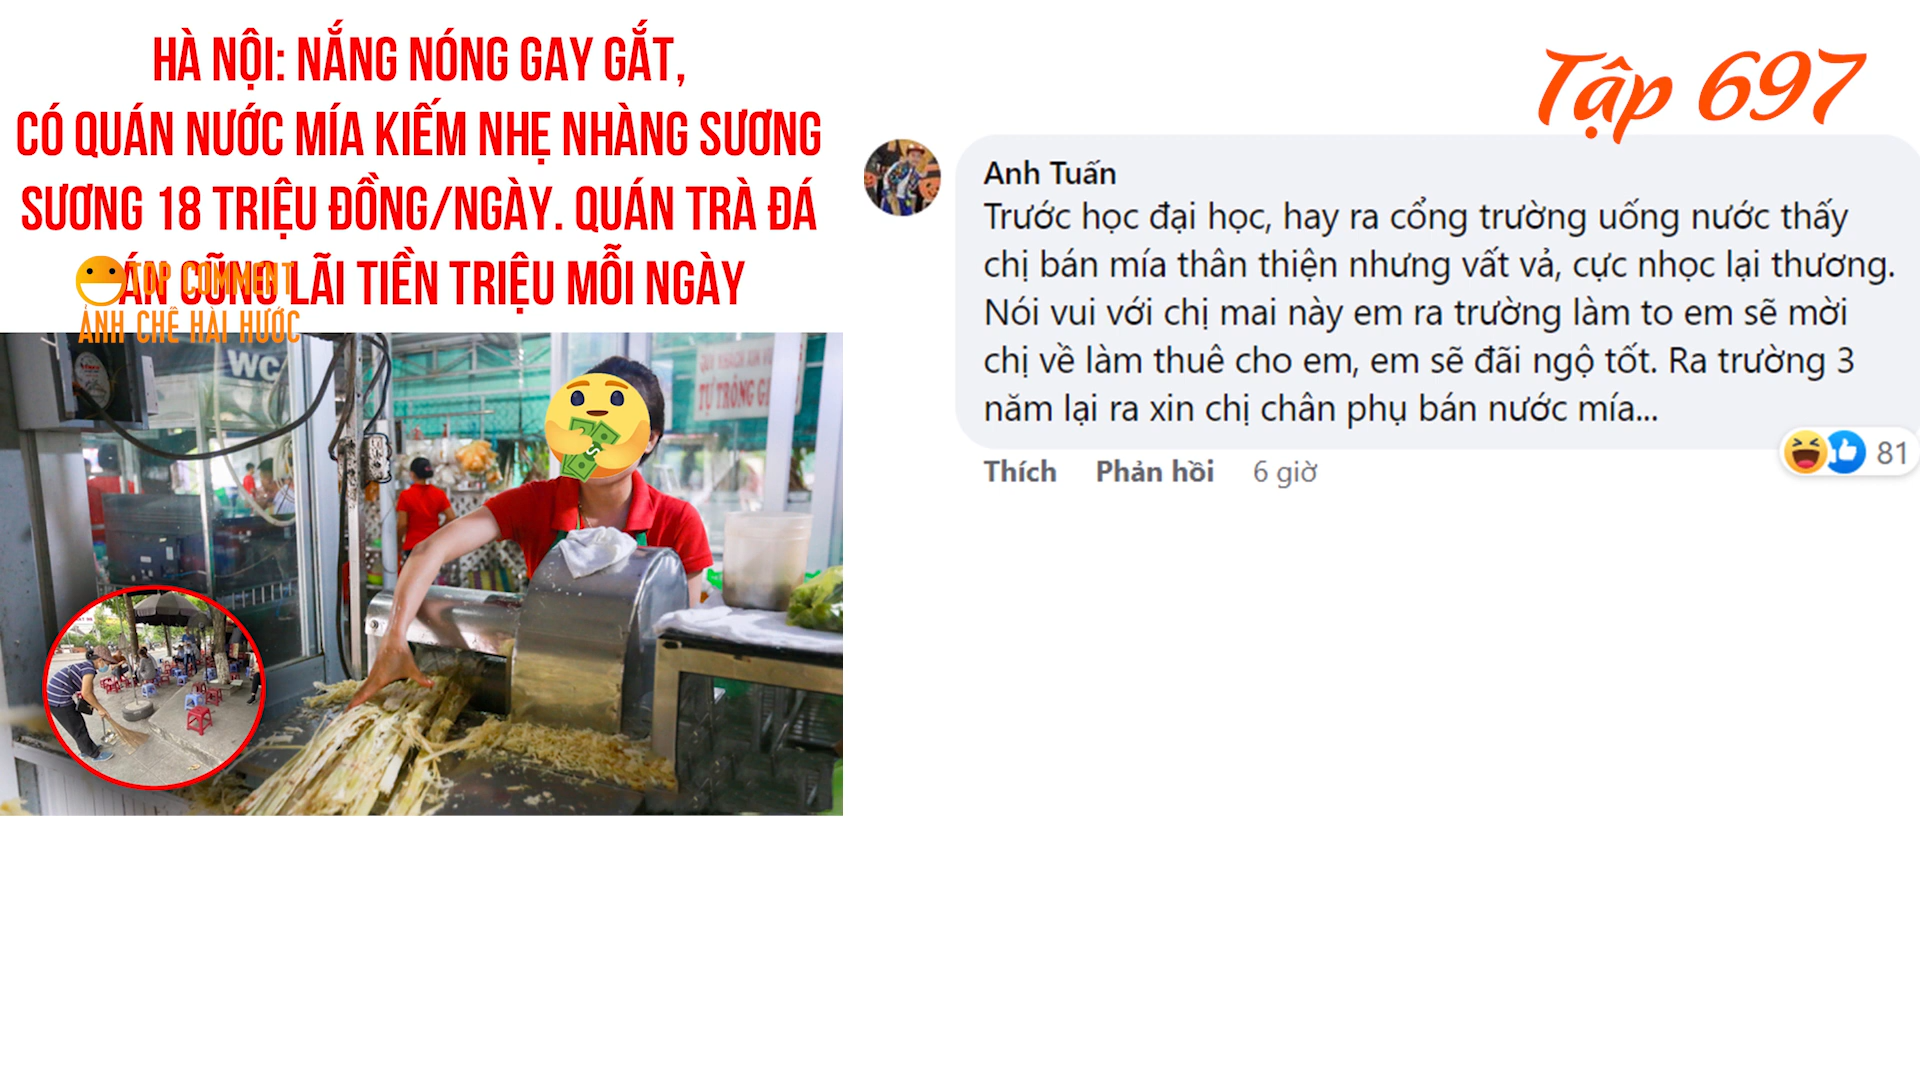 HÀ NỘI: NẮNG NÓNG GAY GẮT,
CÓ QUÁN NƯỚC MÍA KIẾM NHẸ NHÀNG SƯƠNG
SƯƠNG 18 TRIỆU ĐỒNG/NGÀY. QUÁN TRÀ ĐÁ
ÁN CŨNG LÃI TIỀN TRIỆU MỖI NGÀY
TOP COMMENT
ẢNH CHẾ HÀI HƯỚC
WC
TỰ TRÔNG GI
Tập 697
Anh Tuấn
Trước học đại học, hay ra cổng trường uống nước thấy
chị bán mía thân thiện nhưng vất vả, cực nhọc lại thương.
Nói vui với chị mai này em ra trường làm to em sẽ mời
chị về làm thuê cho em, em sẽ đãi ngộ tốt. Ra trường 3
năm lại ra xin chị chân phụ bán nước mía...
Thích Phản hồi 6 giờ
81